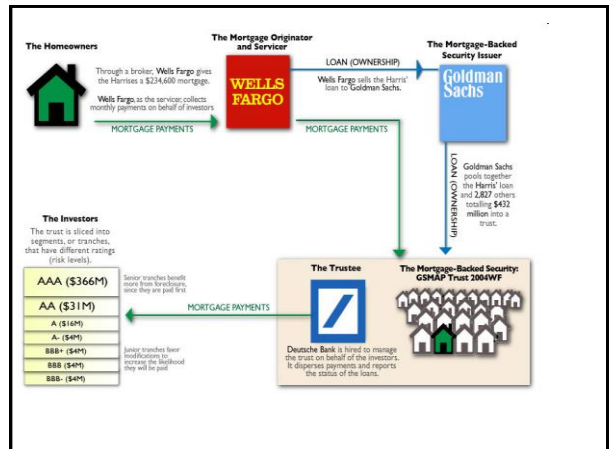 The Homeowners
Through a broker, Wells Fargo gives
the Harrises a $234,600 mortgage.
Wells Fargo, as the servicer, collects
monthly payments on behalf of investors
MORTGAGE PAYMENTS
The Mortgage Originator
and Servicer
WELLS
FARGO
LOAN (OWNERSHIP)
Wells Fargo sells the Harris'
loan to Goldman Sachs.
MORTGAGE PAYMENTS
The Mortgage-Backed
Security Issuer
Goldman
Sachs
LOAN (OWNERSHIP)
Goldman Sachs
pools together
the Harris' loan
and 2,827 others
totalling $432
million into a
trust.
The Investors
The trust is sliced into
segments, or tranches,
that have different ratings
(risk levels).
AAA ($366M)
AA ($31M)
A ($16M)
A- ($4M)
BBB+ ($4M)
BBB ($4M)
BBB- ($4M)
Senior tranches benefit
more from foreclosure,
since they are paid first
Junior tranches favor
modifications to
increase the likelihood
they will be paid
MORTGAGE PAYMENTS
The Trustee
Deutsche Bank is hired to manage
the trust on behalf of the investors.
It disperses payments and reports
the status of the loans.
The Mortgage-Backed Security:
GSMAP Trust 2004WF